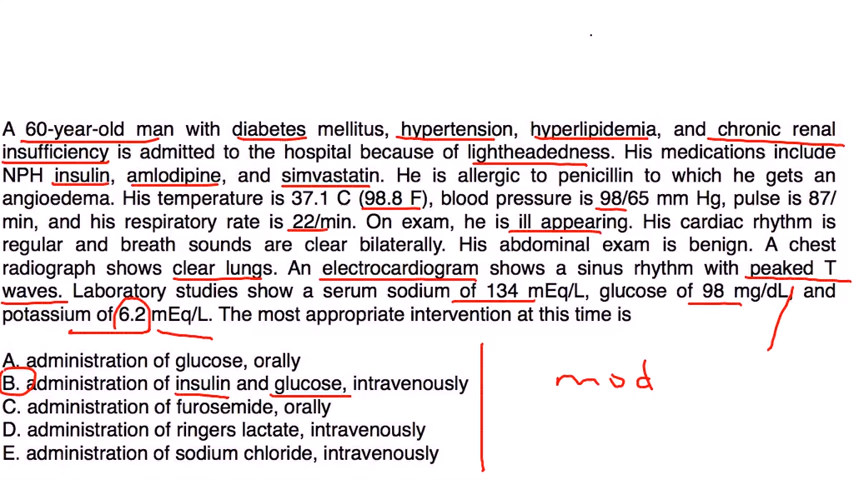 A 60-year-old man with diabetes mellitus, hypertension, hyperlipidemia, and chronic renal
insufficiency is admitted to the hospital because of lightheadedness. His medications include
NPH insulin, amlodipine, and simvastatin. He is allergic to penicillin to which he gets an
angioedema. His temperature is 37.1 C (98.8 F), blood pressure is 98/65 mm Hg, pulse is 87/
min, and his respiratory rate is 22/min. On exam, he is ill appearing. His cardiac rhythm is
regular and breath sounds are clear bilaterally. His abdominal exam is benign. A chest
radiograph shows clear lungs. An electrocardiogram shows a sinus rhythm with peaked T
waves. Laboratory studies show a serum sodium of 134 mEq/L, glucose of 98 mg/dL, and
potassium of 6.2 mEq/L. The most appropriate intervention at this time is
A. administration of glucose, orally
B. administration of insulin and glucose, intravenously
mod
C. administration of furosemide, orally
D. administration of ringers lactate, intravenously
E. administration of sodium chloride, intravenously